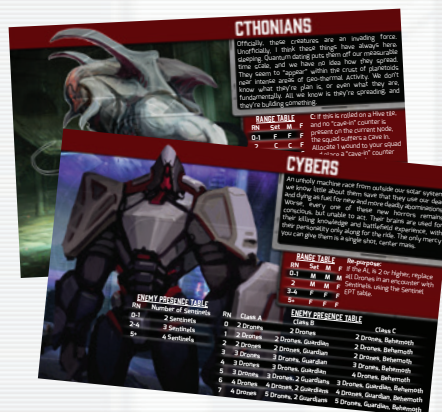 CTHONIANS
Officially, these creatures are an invading force.
Unofficially, I think these things have always been here,
sleeping. Quantum dating puts them off our measurable
time scale, and we have no idea how they spread.
They seem to "appear" within the crust of planetoids
near intense areas of Geo-thermal Activity. We don't
know what they're plan is, or even what they are,
fundamentally. All we know is they're spreading, and
they're building something.
RANGE TABLE
RN Set M F
0-1 F F F
2 C C F
C: If this is rolled on a Hive tile,
and no "cave-in" counter is
present on the current Node,
the squad suffers a Cave in.
Allocate 1 wound to your squad
and place a "cave-in" counter
CYBERS
An unholy machine race from outside our solar system,
we know little about them save that they use our dead
and dying as fuel for new and more deadly abominations.
Worse, every one of these new horrors remains
conscious, but unable to act. Their brains are used for
their killing knowledge and battlefield experience, with
their personality only along for the ride. The only mercy
you can give them is a single shot, center mass.
RANGE TABLE
RN Set M F
0-1 M M M
2 M M F
3-4 F F F
5+ F F F
Re-purpose:
If the AL is 2 or higher, replace
all Drones in an encounter with
Sentinels, using the Sentinel
EPT table.
ENEMY PRESENCE TABLE
RN Number of Sentinels
0-1 2 Sentinels
2-4 3 Sentinels
5+ 4 Sentinels
ENEMY PRESENCE TABLE
RN Class A Class B Class C
0 2 Drones 2 Drones 2 Drones, Behemoth
1 2 Drones 2 Drones, Guardian 2 Drones, Behemoth
2 2 Drones 2 Drones, Guardian 2 Drones, Behemoth
3 3 Drones 3 Drones, Guardian 3 Drones, Behemoth
4 3 Drones 3 Drones, Guardian 4 Drones, Behemoth
5 3 Drones 3 Drones, 2 Guardians 3 Drones, Guardian, Behemoth
6 4 Drones 4 Drones, 2 Guardians 4 Drones, Guardian, Behemoth
7 4 Drones 5 Drones, 2 Guardians 5 Drones, Guardian, Behemoth